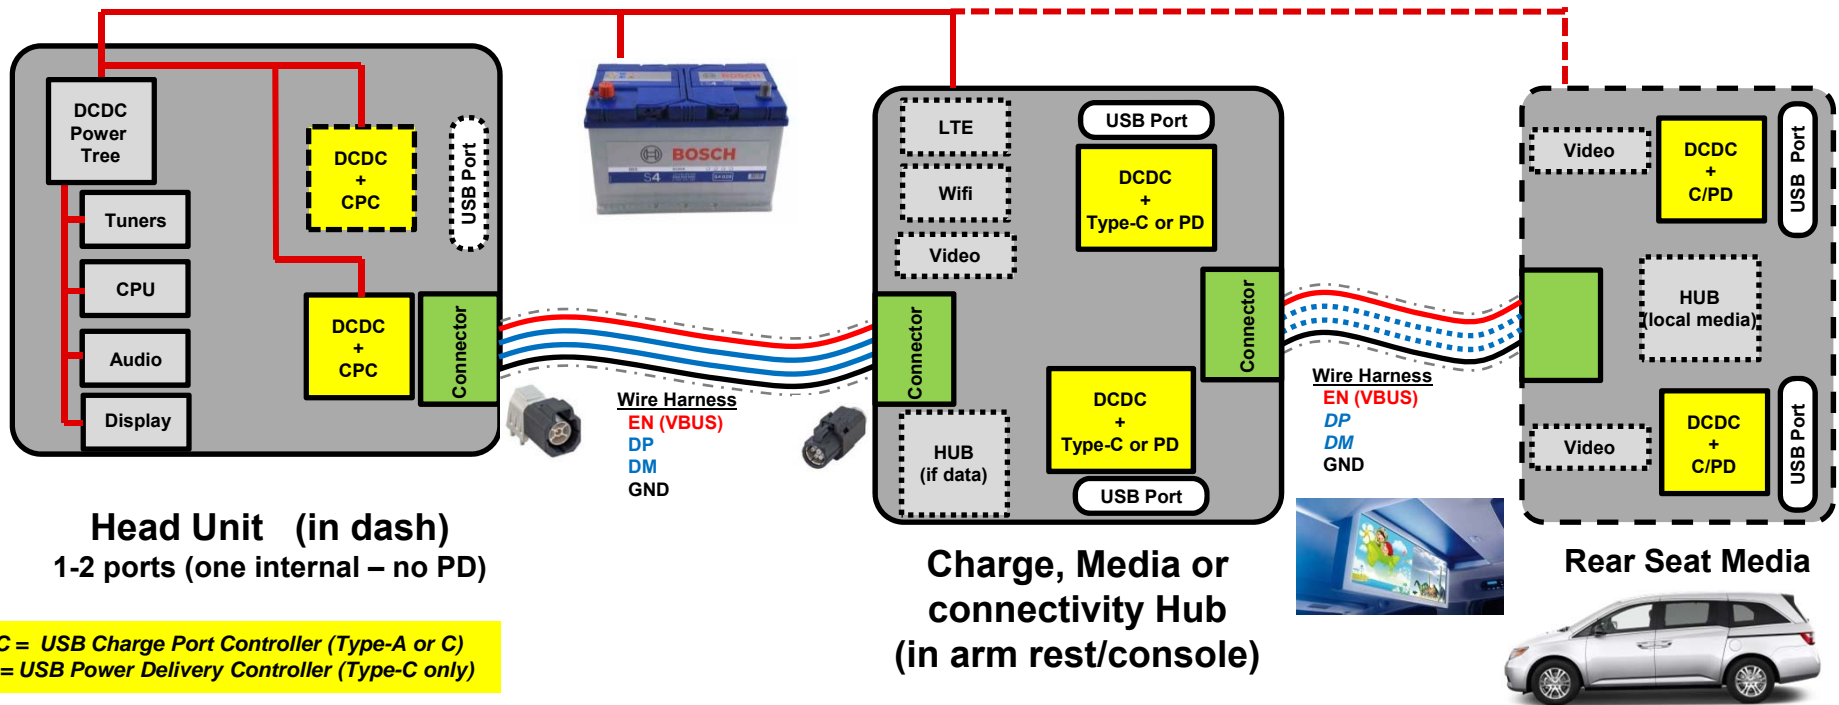 DCDC
Power
Tree
Tuners
CPU
Audio
Display
DCDC
+
CPC
USB Port
DCDC
+
CPC
Connector
Head Unit (in dash)
1-2 ports (one internal – no PD)
C = USB Charge Port Controller (Type-A or C)
= USB Power Delivery Controller (Type-C only)
BOSCH
BOSCH
S4
Wire Harness
EN (VBUS)
DP
DM
GND
LTE
Wifi
Video
Connector
HUB
(if data)
USB Port
DCDC
+
Type-C or PD
Connector
DCDC
+
Type-C or PD
USB Port
Charge, Media or
connectivity Hub
(in arm rest/console)
Wire Harness
EN (VBUS)
DP
DM
GND
Video
DCDC
+
C/PD
USB Port
HUB
(local media)
Video
DCDC
+
C/PD
USB Port
Rear Seat Media